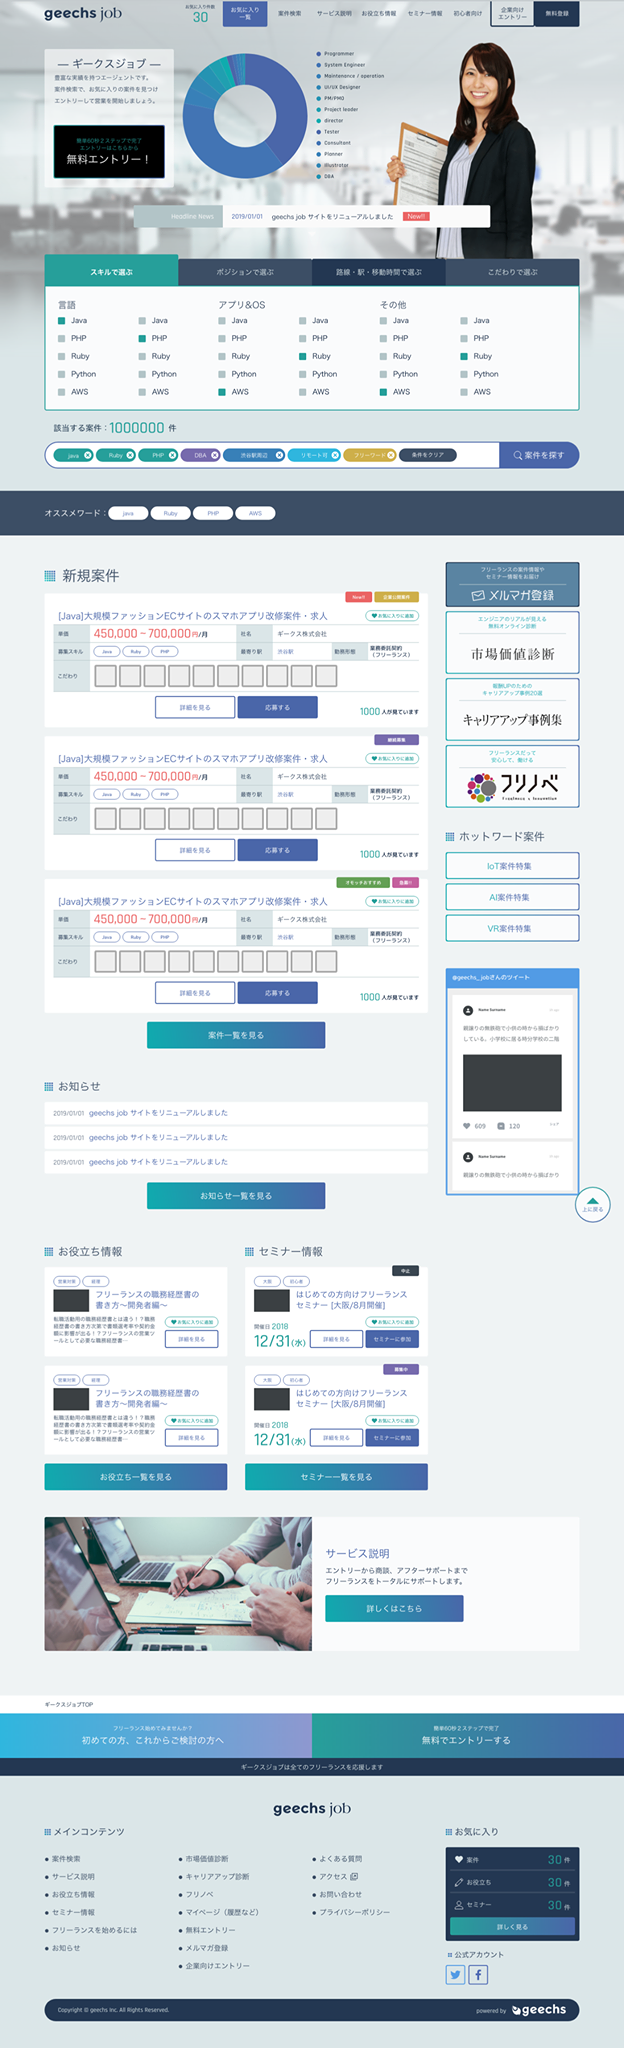 geechs job
お気に入り件数
30
お気に入り
一覧
案件検索
サービス説明
お役立ち情報
セミナー情報
初心者向け
企業向け
エントリー
無料登録
― ギークスジョブ ―
豊富な実績を持つエージェントです。
案件検索で、お気に入りの案件を見つけ
エントリーして営業を開始しましょう。
簡単60秒2ステップで完了
エントリーはこちらから
無料エントリー！
Programmer
System Engineer
Maintenance / operation
UI/UX Designer
PM/PMO
Project leader
director
Tester
Consultant
Planner
Illustrator
DBA
Headline News
2019/01/01 geechs job サイトをリニューアルしました New!!
スキルで選ぶ
ポジションで選ぶ
路線・駅・移動時間で選ぶ
こだわりで選ぶ
言語 アプリ&OS その他
Java Java Java Java Java Java
PHP PHP PHP PHP PHP PHP
Ruby Ruby Ruby Ruby Ruby Ruby
Python Python Python Python Python Python
AWS AWS AWS AWS AWS AWS
該当する案件：1000000 件
java Ruby PHP DBA 渋谷駅周辺 リモート可 フリーワード 条件をクリア
案件を探す
オススメワード： java Ruby PHP AWS
新規案件
New!! 企業公開案件
[Java]大規模ファッションECサイトのスマホアプリ改修案件・求人
お気に入りに追加
単価 450,000 ~ 700,000円/月 社名 ギークス株式会社
募集スキル Java Ruby PHP 最寄り駅 渋谷駅 勤務形態 業務委託契約
（フリーランス）
こだわり
詳細を見る 応募する 1000 人が見ています
継続募集
[Java]大規模ファッションECサイトのスマホアプリ改修案件・求人
お気に入りに追加
単価 450,000 ~ 700,000円/月 社名 ギークス株式会社
募集スキル Java Ruby PHP 最寄り駅 渋谷駅 勤務形態 業務委託契約
（フリーランス）
こだわり
詳細を見る 応募する 1000 人が見ています
[Java]大規模ファッションECサイトのスマホアプリ改修案件・求人
お気に入りに追加
単価 450,000 ~ 700,000円/月 社名 ギークス株式会社
募集スキル Java Ruby PHP 最寄り駅 渋谷駅 勤務形態 業務委託契約
（フリーランス）
こだわり
詳細を見る 応募する 1000 人が見ています
案件一覧を見る
フリーランスの案件情報や
セミナー情報をお届け
メルマガ登録
エンジニアのリアルが見える
無料オンライン診断
市場価値診断
報酬UPのための
キャリアアップ事例20選
キャリアアップ事例集
フリーランスだって
安心して、働ける
フリノベ
Freelance x Innovation
ホットワード案件
IoT案件特集
AI案件特集
VR案件特集
@geechs_jobさんのツイート
Name Surname
親譲りの無鉄砲で小供の時から損ばかり
している。小学校に居る時分学校の二階
609 120
Name Surname
親譲りの無鉄砲で小供の時から損ばかり
上に戻る
お知らせ
2019/01/01 geechs job サイトをリニューアルしました
2019/01/01 geechs job サイトをリニューアルしました
2019/01/01 geechs job サイトをリニューアルしました
お知らせ一覧を見る
お役立ち情報
営業対策 経理
フリーランスの職務経歴書の
書き方〜開発者編〜
転職活動用の職務経歴書とは違う！？職務
経歴書の書き方次第で書類選考率や契約金
額に影響が出る！？フリーランスの営業ツ
ールとして必要な職務経歴書…
お気に入りに追加
詳細を見る
営業対策 経理
フリーランスの職務経歴書の
書き方〜開発者編〜
転職活動用の職務経歴書とは違う！？職務
経歴書の書き方次第で書類選考率や契約金
額に影響が出る！？フリーランスの営業ツ
ールとして必要な職務経歴書…
お気に入りに追加
詳細を見る
お役立ち一覧を見る
セミナー情報
中止
大阪 初心者
はじめての方向けフリーランス
セミナー [大阪/8月開催]
開催日 2018
12/31(水)
お気に入りに追加
詳細を見る セミナーに参加
開催中
大阪 初心者
はじめての方向けフリーランス
セミナー [大阪/8月開催]
開催日 2018
12/31(水)
お気に入りに追加
詳細を見る セミナーに参加
セミナー一覧を見る
サービス説明
エントリーから商談、アフターサポートまで
フリーランスをトータルにサポートします。
詳しくはこちら
ギークスジョブTOP
フリーランス始めてみませんか？
初めての方、これからご検討の方へ
簡単60秒2ステップで完了
無料でエントリーする
ギークスジョブは全てのフリーランスを応援します
geechs job
メインコンテンツ
案件検索
サービス説明
お役立ち情報
セミナー情報
フリーランスを始めるには
お知らせ
市場価値診断
キャリアアップ診断
フリノベ
マイページ（履歴など）
無料エントリー
メルマガ登録
企業向けエントリー
よくある質問
アクセス
お問い合わせ
プライバシーポリシー
お気に入り
案件 30 件
お役立ち 30 件
セミナー 30 件
詳しく見る
公式アカウント
Copyright © geechs Inc. All Rights Reserved.
powered by geechs